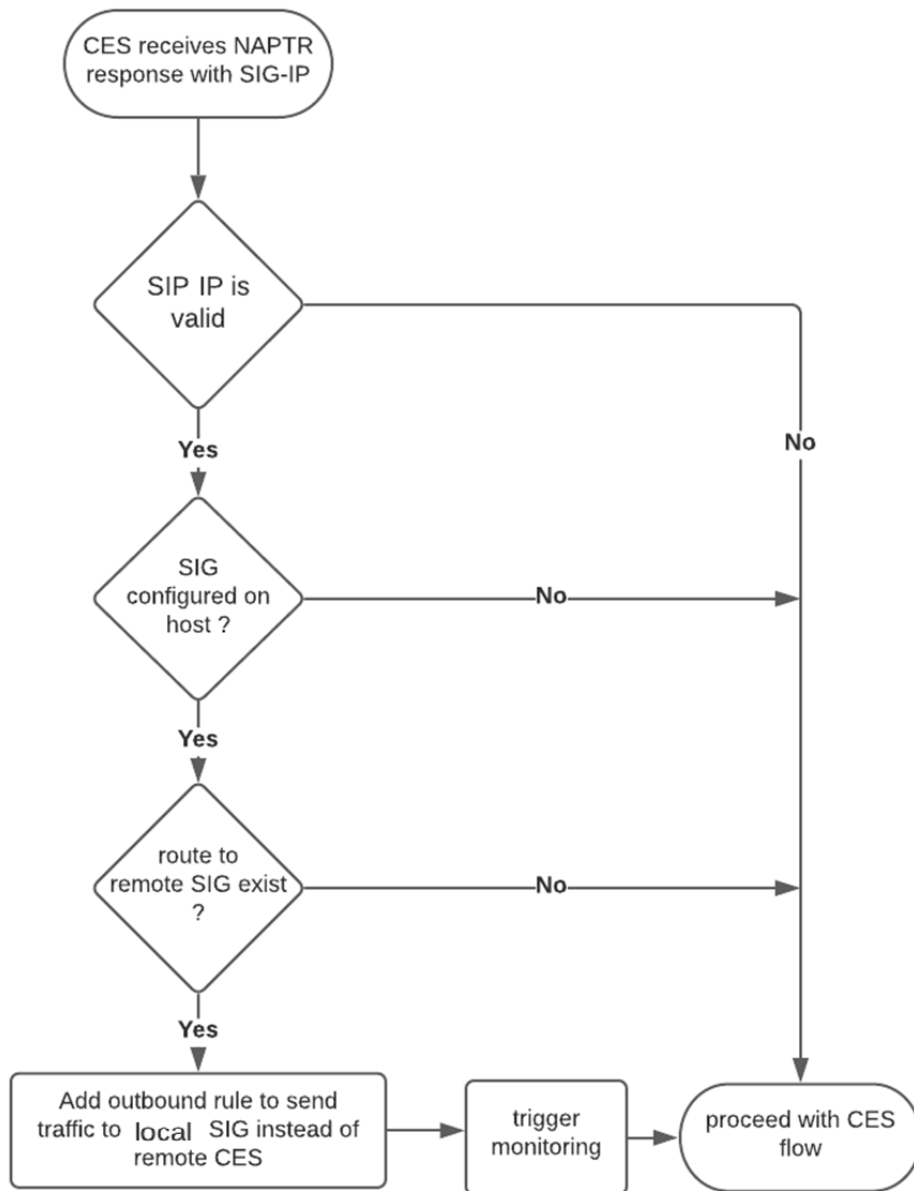 CES receives NAPTR
response with SIG-IP
SIP IP is
valid
No
Yes
SIG
configured on
host ?
No
Yes
route to
remote SIG exist
?
No
Yes
Add outbound rule to send
traffic to local SIG instead of
remote CES
trigger
monitoring
proceed with CES
flow